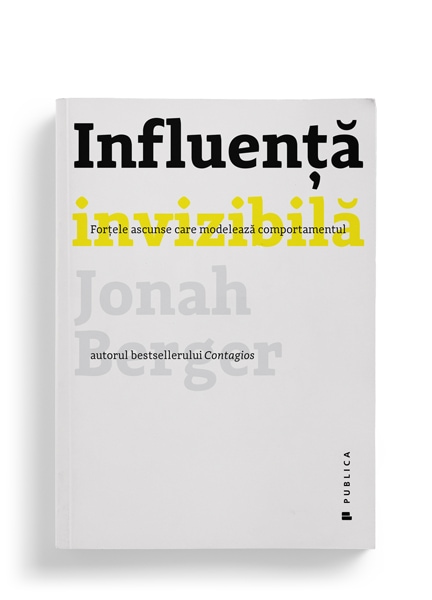 Influență
invizibilă
Forțele ascunse care modelează comportamentul
Jonah
Berger
autorul bestsellerului Contagios
PUBLICA